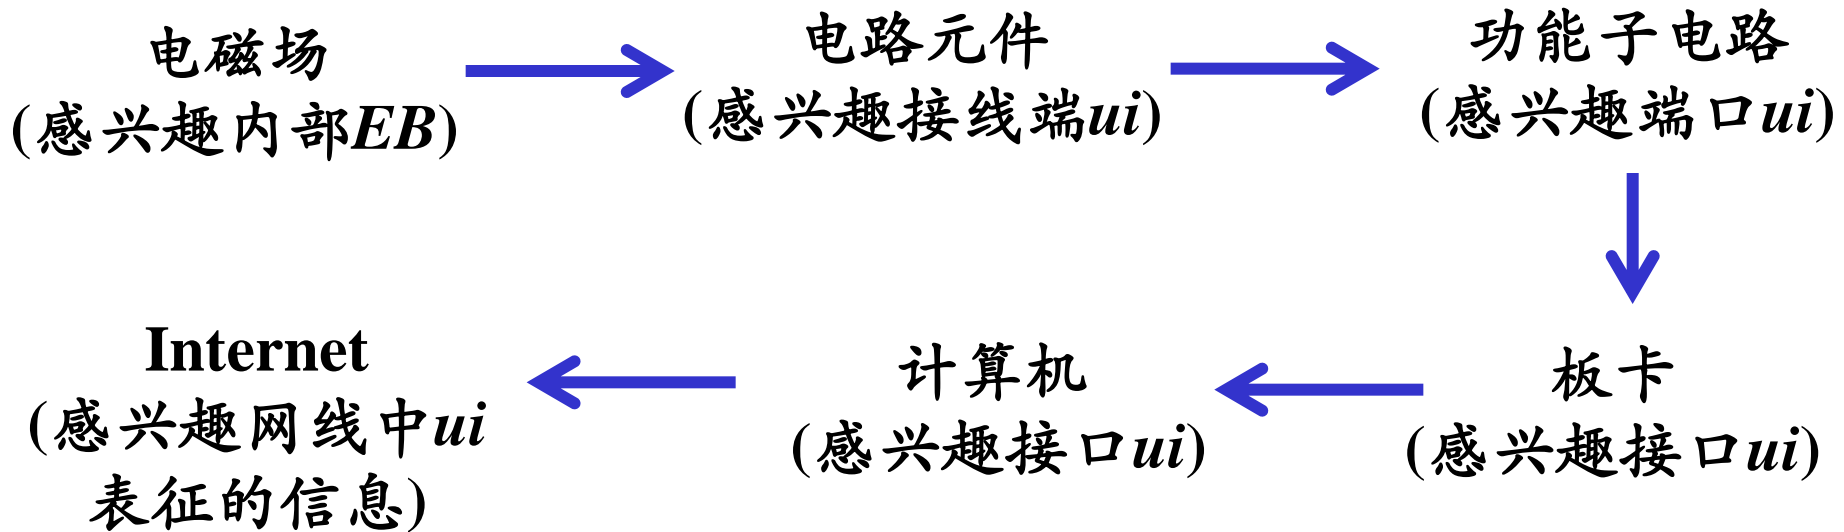 电磁场
(感兴趣内部EB)
电路元件
(感兴趣接线端ui)
功能子电路
(感兴趣端口ui)
板卡
(感兴趣接口ui)
计算机
(感兴趣接口ui)
Internet
(感兴趣网线中ui
表征的信息)